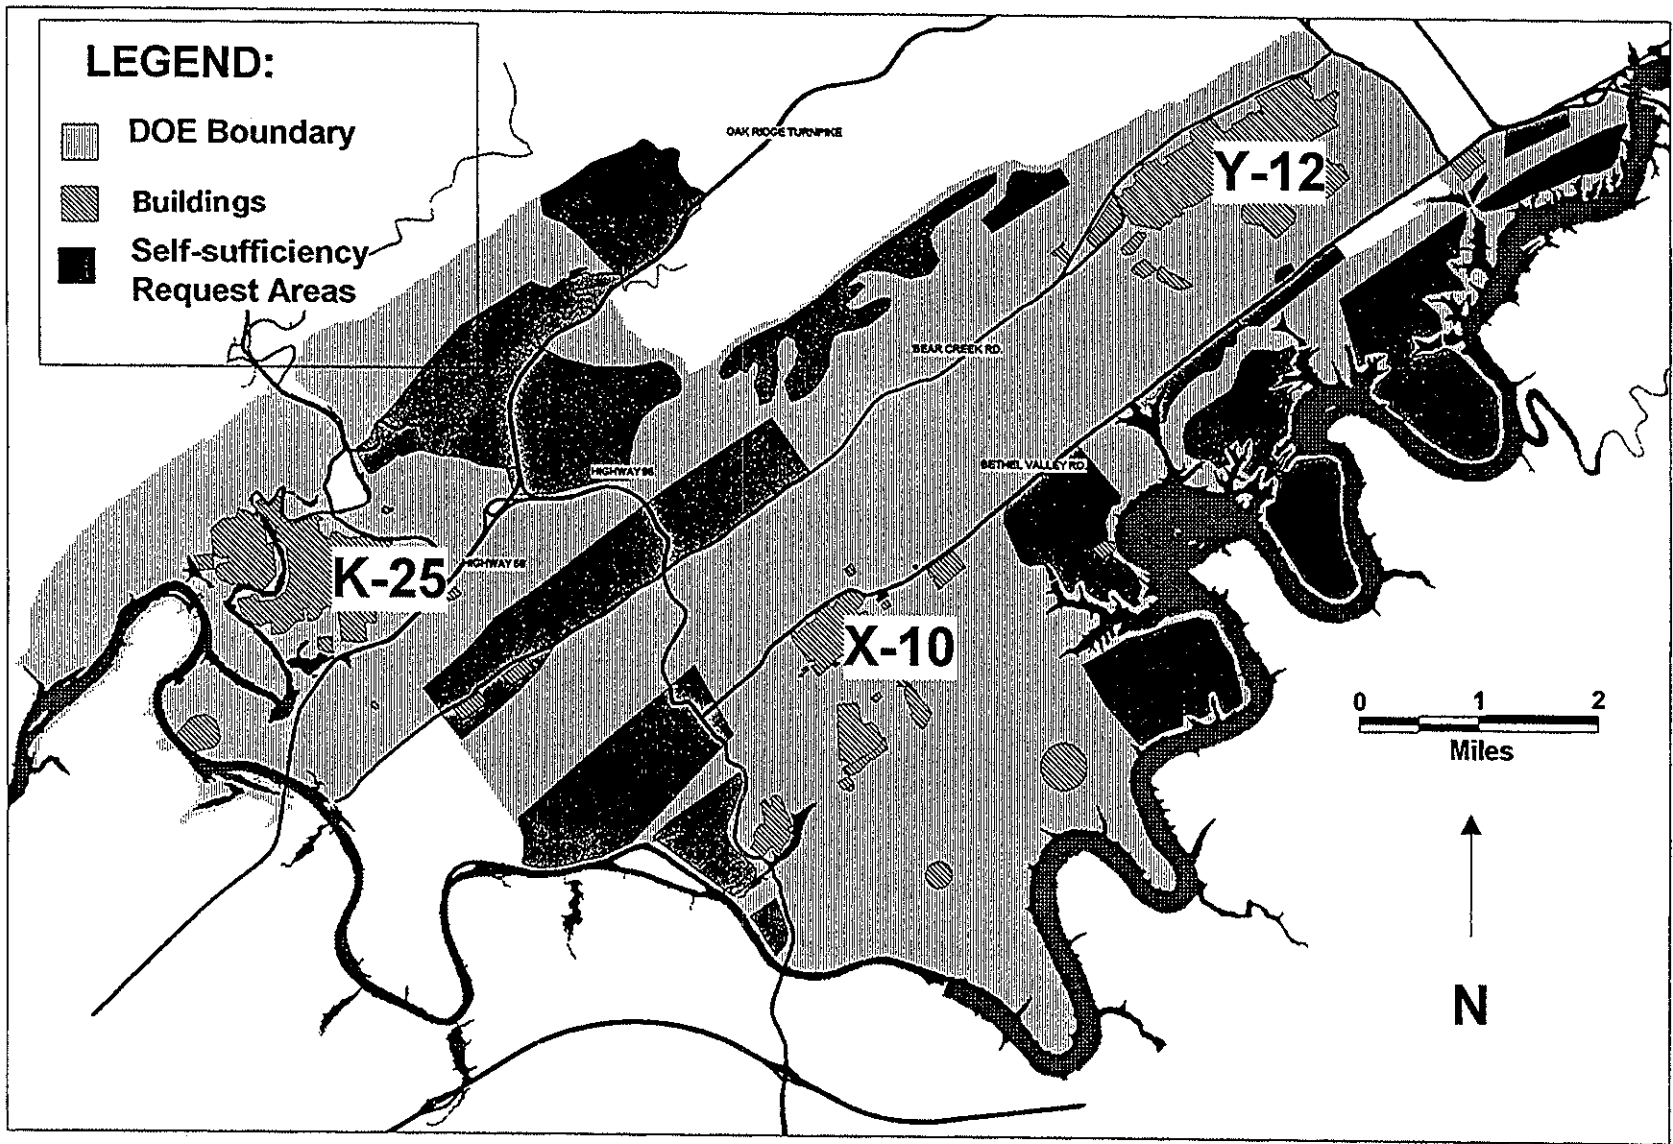 LEGEND:
DOE Boundary
Buildings
Self-sufficiency
Request Areas
OAK RIDGE TURNPIKE
Y-12
BEAR CREEK RD.
BETHEL VALLEY RD.
HIGHWAY 95
K-25
HIGHWAY 58
X-10
0 1 2
Miles
N